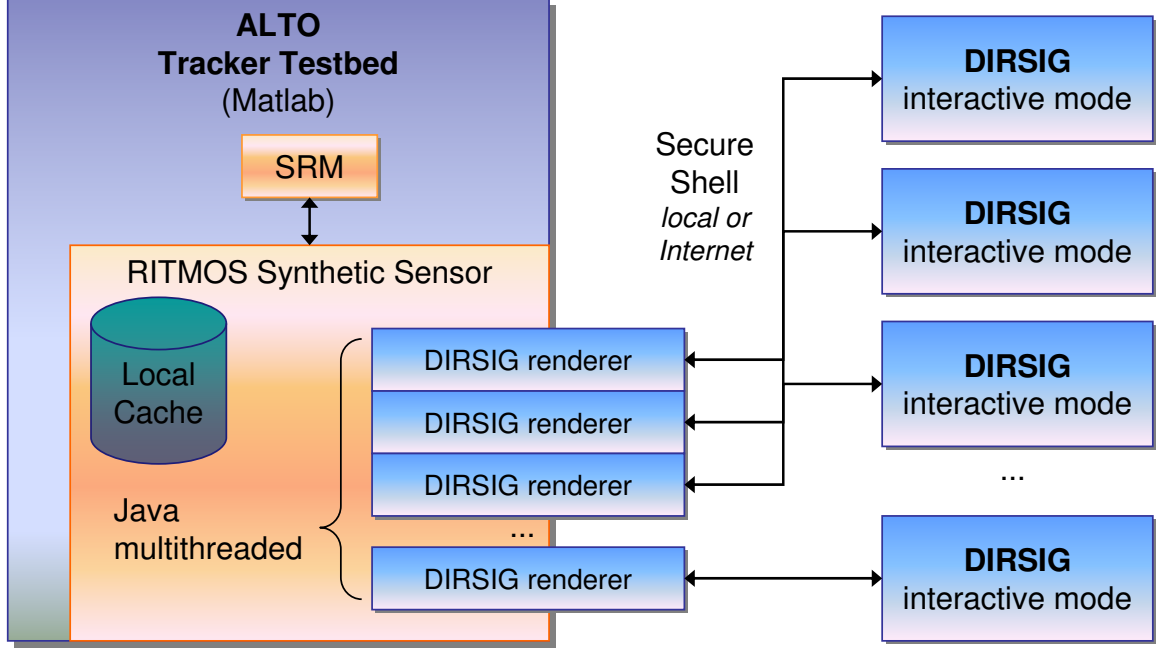 ALTO
Tracker Testbed
(Matlab)
SRM
RITMOS Synthetic Sensor
Local
Cache
Java
multithreaded
DIRSIG renderer
DIRSIG renderer
DIRSIG renderer
...
DIRSIG renderer
Secure
Shell
local or
Internet
DIRSIG
interactive mode
DIRSIG
interactive mode
DIRSIG
interactive mode
...
DIRSIG
interactive mode